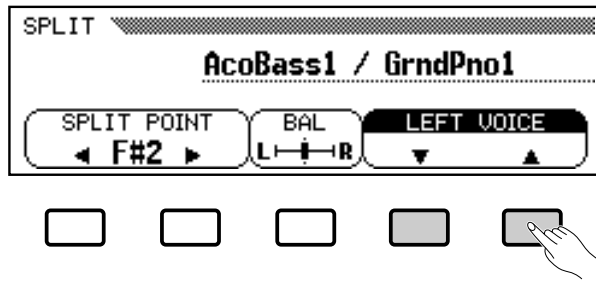 SPLIT
AcoBass1 / GrndPno1
SPLIT POINT BAL LEFT VOICE
◀ F#2 ▶ L R ▼ ▲